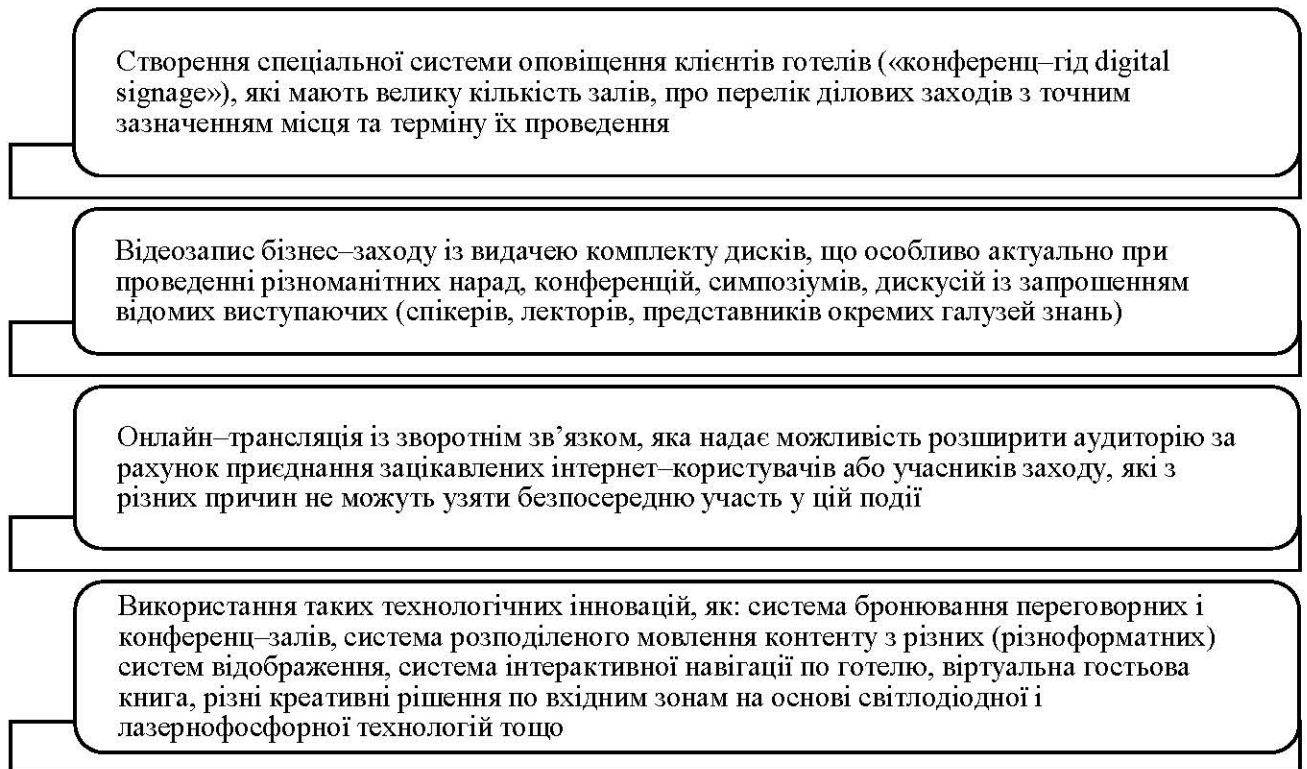 Створення спеціальної системи оповіщення клієнтів готелів («конференц–гід digital
signage»), які мають велику кількість залів, про перелік ділових заходів з точним
зазначенням місця та терміну їх проведення
Відеозапис бізнес–заходу із видачею комплекту дисків, що особливо актуально при
проведенні різноманітних нарад, конференцій, симпозіумів, дискусій із запрошенням
відомих виступаючих (спікерів, лекторів, представників окремих галузей знань)
Онлайн–трансляція із зворотнім зв’язком, яка надає можливість розширити аудиторію за
рахунок приєднання зацікавлених інтернет–користувачів або учасників заходу, які з
різних причин не можуть узяти безпосередню участь у цій події
Використання таких технологічних інновацій, як: система бронювання переговорних і
конференц–залів, система розподіленого мовлення контенту з різних (різноформатних)
систем відображення, система інтерактивної навігації по готелю, віртуальна гостьова
книга, різні креативні рішення по вхідним зонам на основі світлодіодної і
лазернофосфорної технологій тощо